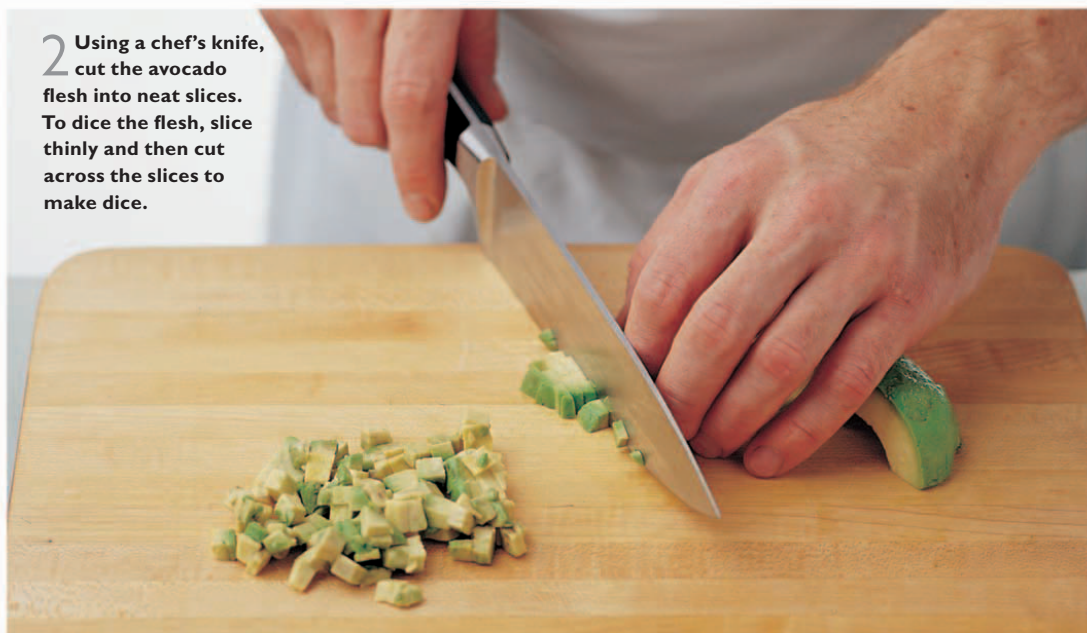 2 Using a chef's knife,
cut the avocado
flesh into neat slices.
To dice the flesh, slice
thinly and then cut
across the slices to
make dice.